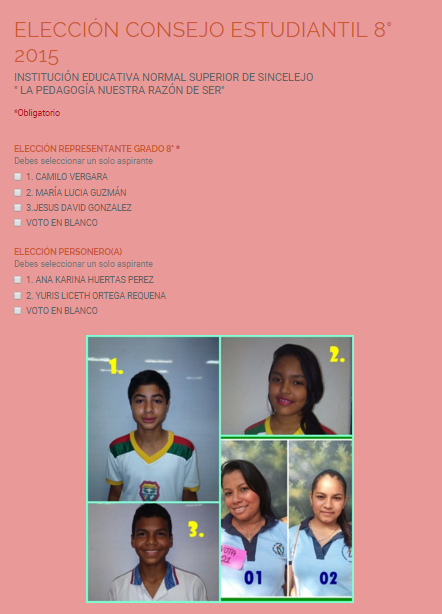 ELECCIÓN CONSEJO ESTUDIANTIL 8°
2015
INSTITUCIÓN EDUCATIVA NORMAL SUPERIOR DE SINCELEJO
" LA PEDAGOGÍA NUESTRA RAZÓN DE SER"
*Obligatorio
ELECCIÓN REPRESENTANTE GRADO 8° *
Debes seleccionar un solo aspirante
1. CAMILO VERGARA
2. MARÍA LUCIA GUZMÁN
3.JESUS DAVID GONZALEZ
VOTO EN BLANCO
ELECCIÓN PERSONERO(A)
Debes seleccionar un solo aspirante
1. ANA KARINA HUERTAS PEREZ
2. YURIS LICETH ORTEGA REQUENA
VOTO EN BLANCO
1.
2.
3.
VOTA
01
02